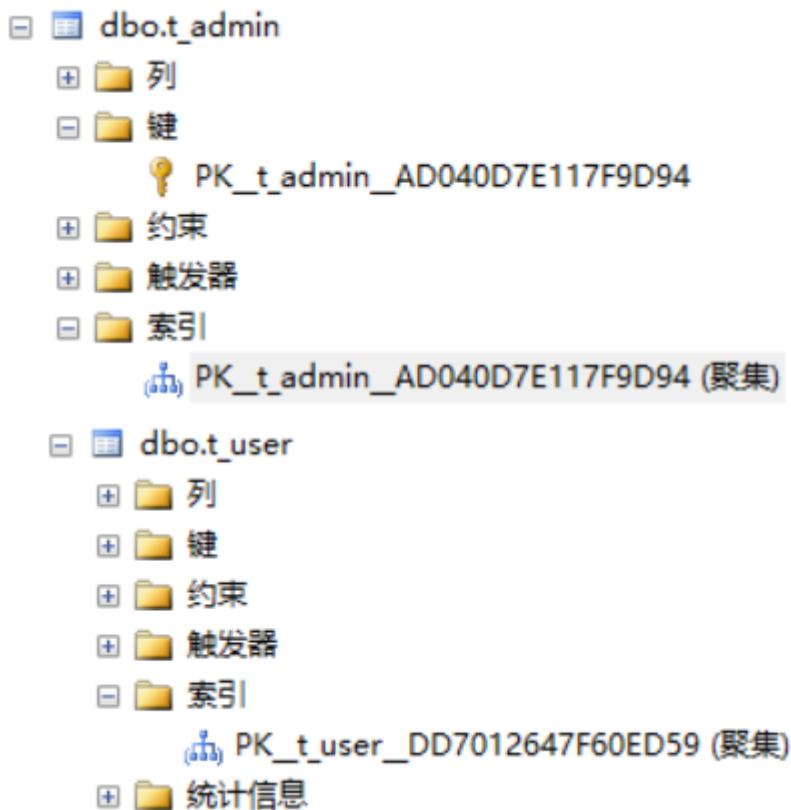 dbo.t_admin
列
键
PK__t_admin__AD040D7E117F9D94
约束
触发器
索引
PK__t_admin__AD040D7E117F9D94 (聚集)
dbo.t_user
列
键
约束
触发器
索引
PK__t_user__DD7012647F60ED59 (聚集)
统计信息